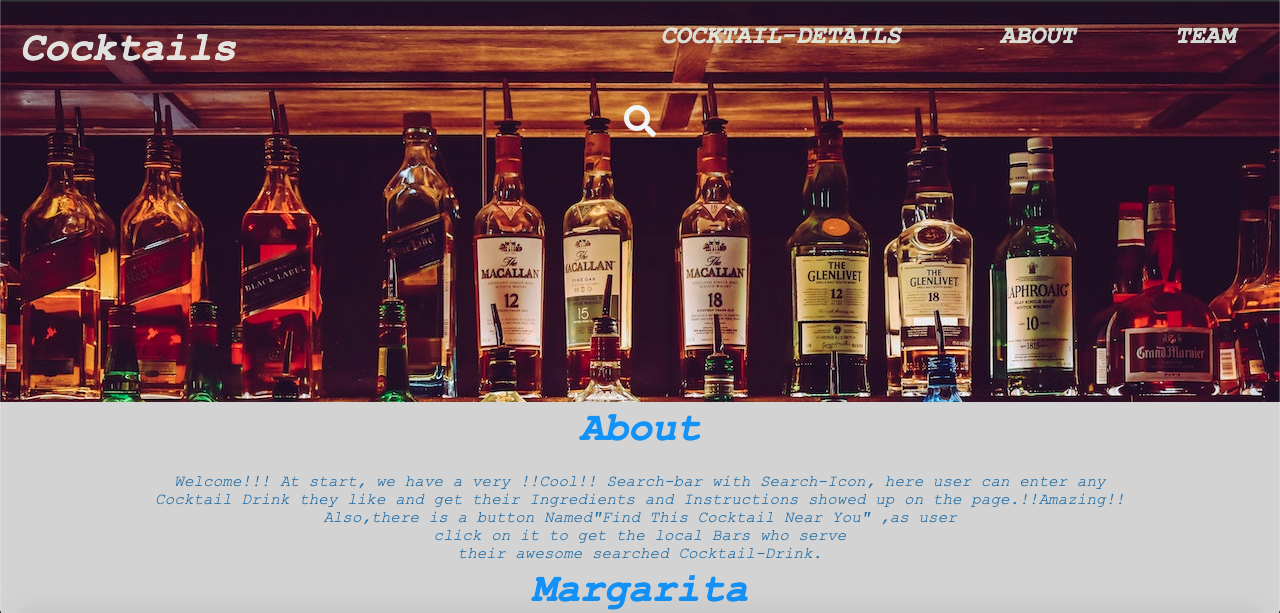 Cocktails
COCKTAIL-DETAILS ABOUT TEAM
The
MACALLAN
12
The
MACALLAN
FINE OAK
15
The
MACALLAN
18
THE
GLENLIVET
12
THE
GLENLIVET
18
LAPHROAIG
10
Grand Marnier
BLACK LABEL
About
Welcome!!! At start, we have a very !!Cool!! Search-bar with Search-Icon, here user can enter any
Cocktail Drink they like and get their Ingredients and Instructions showed up on the page.!!Amazing!!
Also,there is a button Named"Find This Cocktail Near You" ,as user
click on it to get the local Bars who serve
their awesome searched Cocktail-Drink.
Margarita